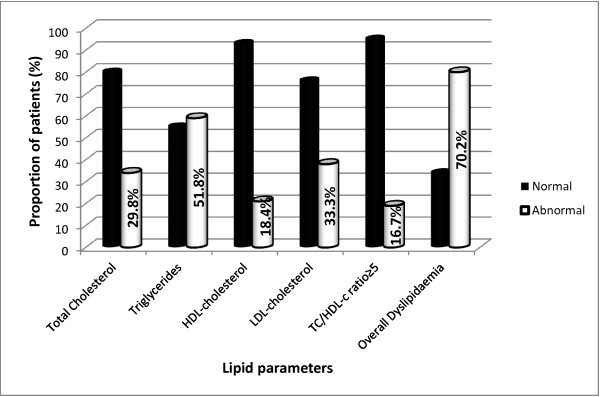 100
90
80
70
60
50
40
30
20
10
0
Proportion of patients (%)
29.8%
51.8%
18.4%
33.3%
16.7%
70.2%
Normal
Abnormal
Total Cholesterol
Triglycerides
HDL-cholesterol
LDL-cholesterol
TC/HDL-c ratio≥5
Overall Dyslipidaemia
Lipid parameters